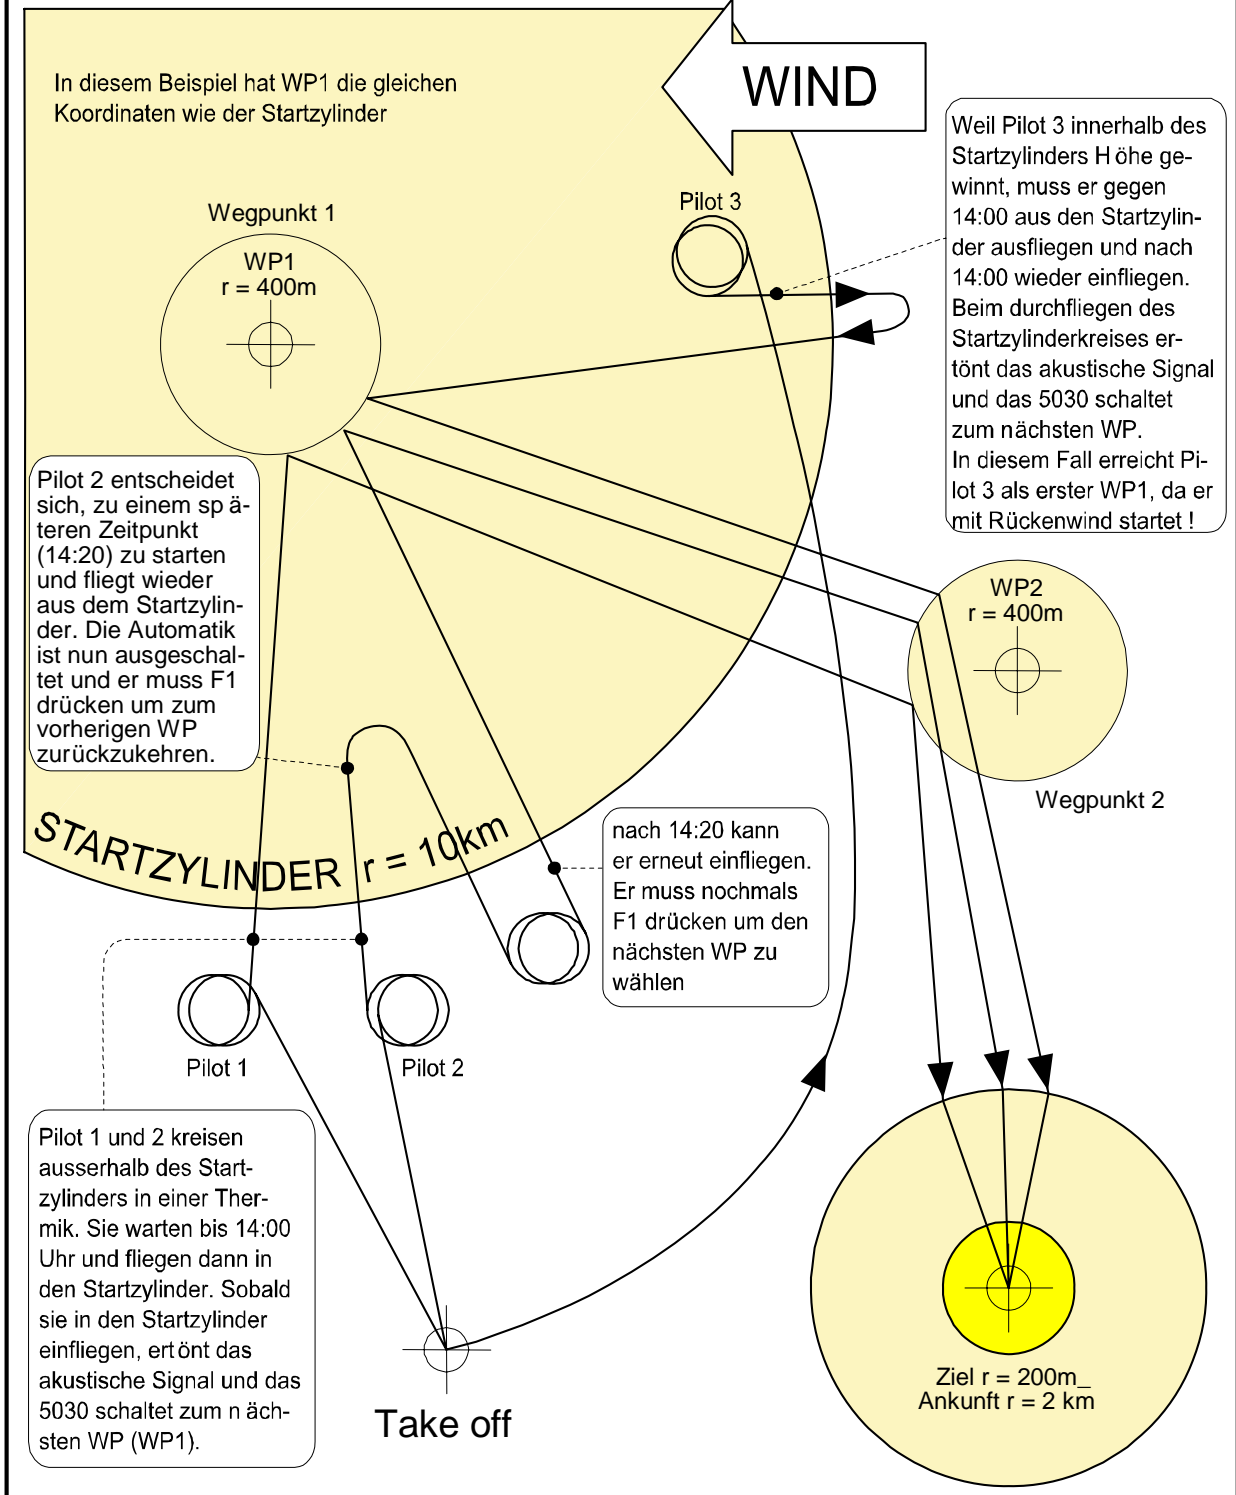 In diesem Beispiel hat WP1 die gleichen
Koordinaten wie der Startzylinder
WIND
Weil Pilot 3 innerhalb des
Startzylinders H öhe ge-
winnt, muss er gegen
14:00 aus den Startzylin-
der ausfliegen und nach
14:00 wieder einfliegen.
Beim durchfliegen des
Startzylinderkreises er-
tönt das akustische Signal
und das 5030 schaltet
zum nächsten WP.
In diesem Fall erreicht Pi-
lot 3 als erster WP1, da er
mit Rückenwind startet !
Pilot 3
Wegpunkt 1
WP1
r = 400m
Pilot 2 entscheidet
sich, zu einem sp ä-
teren Zeitpunkt
(14:20) zu starten
und fliegt wieder
aus dem Startzylin-
der. Die Automatik
ist nun ausgeschal-
tet und er muss F1
drücken um zum
vorherigen WP
zurückzukehren.
WP2
r = 400m
Wegpunkt 2
STARTZYLINDER r = 10km
nach 14:20 kann
er erneut einfliegen.
Er muss nochmals
F1 drücken um den
nächsten WP zu
wählen
Pilot 1
Pilot 2
Pilot 1 und 2 kreisen
ausserhalb des Start-
zylinders in einer Ther-
mik. Sie warten bis 14:00
Uhr und fliegen dann in
den Startzylinder. Sobald
sie in den Startzylinder
einfliegen, ert önt das
akustische Signal und das
5030 schaltet zum n äch-
sten WP (WP1).
Take off
Ziel r = 200m_
Ankunft r = 2 km